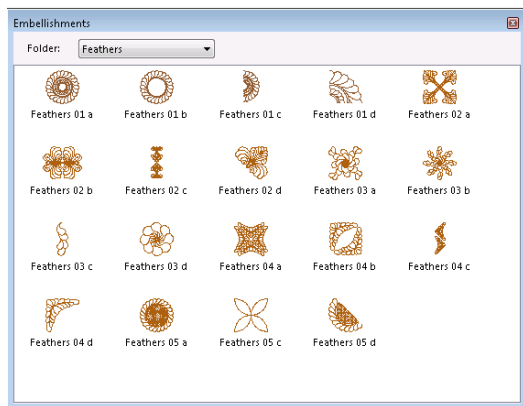 Embellishments
Folder: Feathers
Feathers 01 a Feathers 01 b Feathers 01 c Feathers 01 d Feathers 02 a
Feathers 02 b Feathers 02 c Feathers 02 d Feathers 03 a Feathers 03 b
Feathers 03 c Feathers 03 d Feathers 04 a Feathers 04 b Feathers 04 c
Feathers 04 d Feathers 05 a Feathers 05 c Feathers 05 d